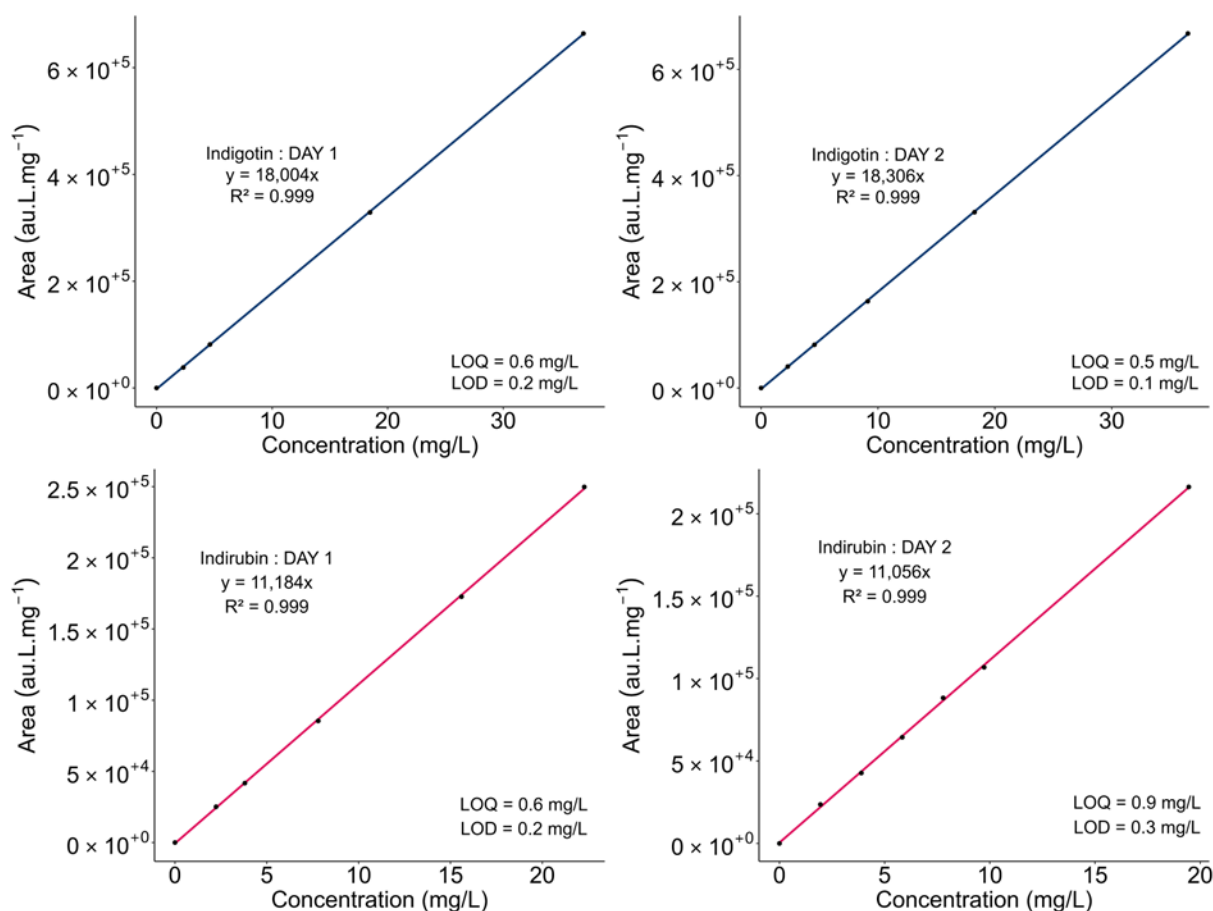 Area (au.L.mg⁻¹)
6 × 10⁺⁵
4 × 10⁺⁵
2 × 10⁺⁵
0 × 10⁺⁰
Indigotin : DAY 1
y = 18,004x
R² = 0.999
LOQ = 0.6 mg/L
LOD = 0.2 mg/L
0 10 20 30
Concentration (mg/L)
Area (au.L.mg⁻¹)
6 × 10⁺⁵
4 × 10⁺⁵
2 × 10⁺⁵
0 × 10⁺⁰
Indigotin : DAY 2
y = 18,306x
R² = 0.999
LOQ = 0.5 mg/L
LOD = 0.1 mg/L
0 10 20 30
Concentration (mg/L)
Area (au.L.mg⁻¹)
2.5 × 10⁺⁵
2 × 10⁺⁵
1.5 × 10⁺⁵
1 × 10⁺⁵
5 × 10⁺⁴
0 × 10⁺⁰
Indirubin : DAY 1
y = 11,184x
R² = 0.999
LOQ = 0.6 mg/L
LOD = 0.2 mg/L
0 5 10 15 20
Concentration (mg/L)
Area (au.L.mg⁻¹)
2 × 10⁺⁵
1 × 10⁺⁵
5 × 10⁺⁴
0 × 10⁺⁰
Indirubin : DAY 2
y = 11,056x
R² = 0.999
LOQ = 0.9 mg/L
LOD = 0.3 mg/L
0 5 10 15 20
Concentration (mg/L)